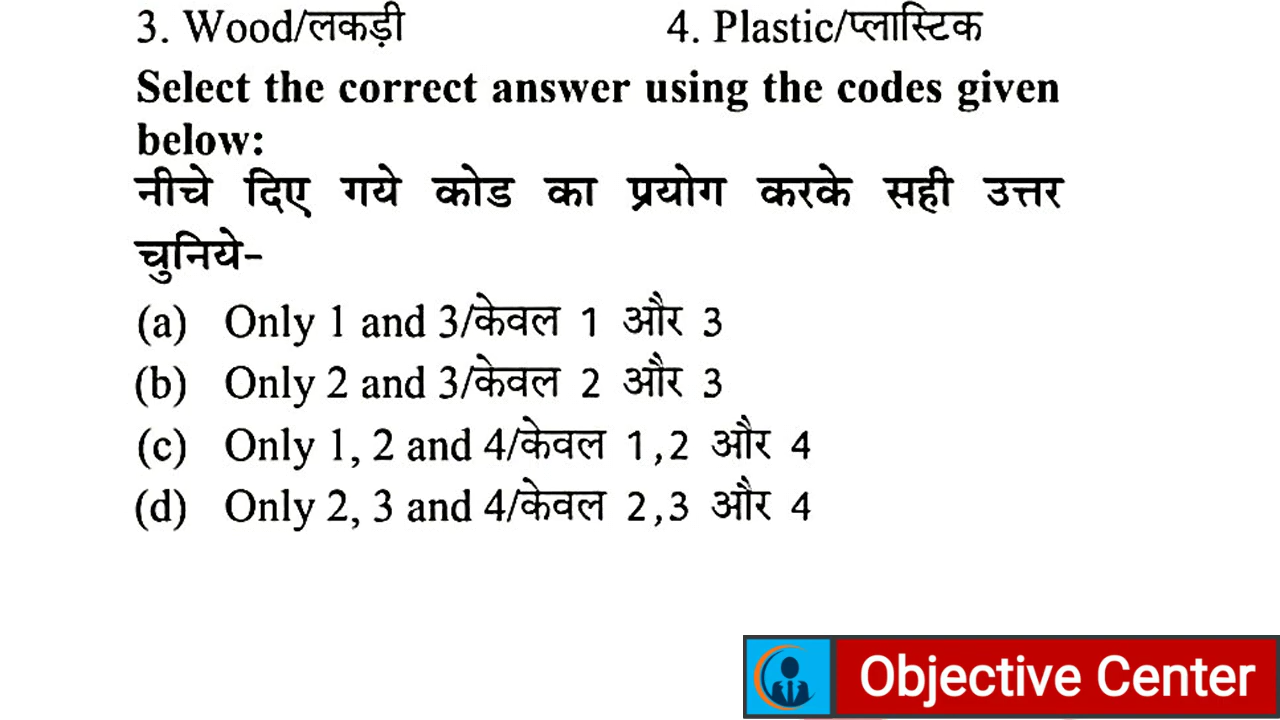 3. Wood/लकड़ी 4. Plastic/प्लास्टिक
Select the correct answer using the codes given
below:
नीचे दिए गये कोड का प्रयोग करके सही उत्तर
चुनिये-
(a) Only 1 and 3/केवल 1 और 3
(b) Only 2 and 3/केवल 2 और 3
(c) Only 1, 2 and 4/केवल 1,2 और 4
(d) Only 2, 3 and 4/केवल 2,3 और 4
Objective Center